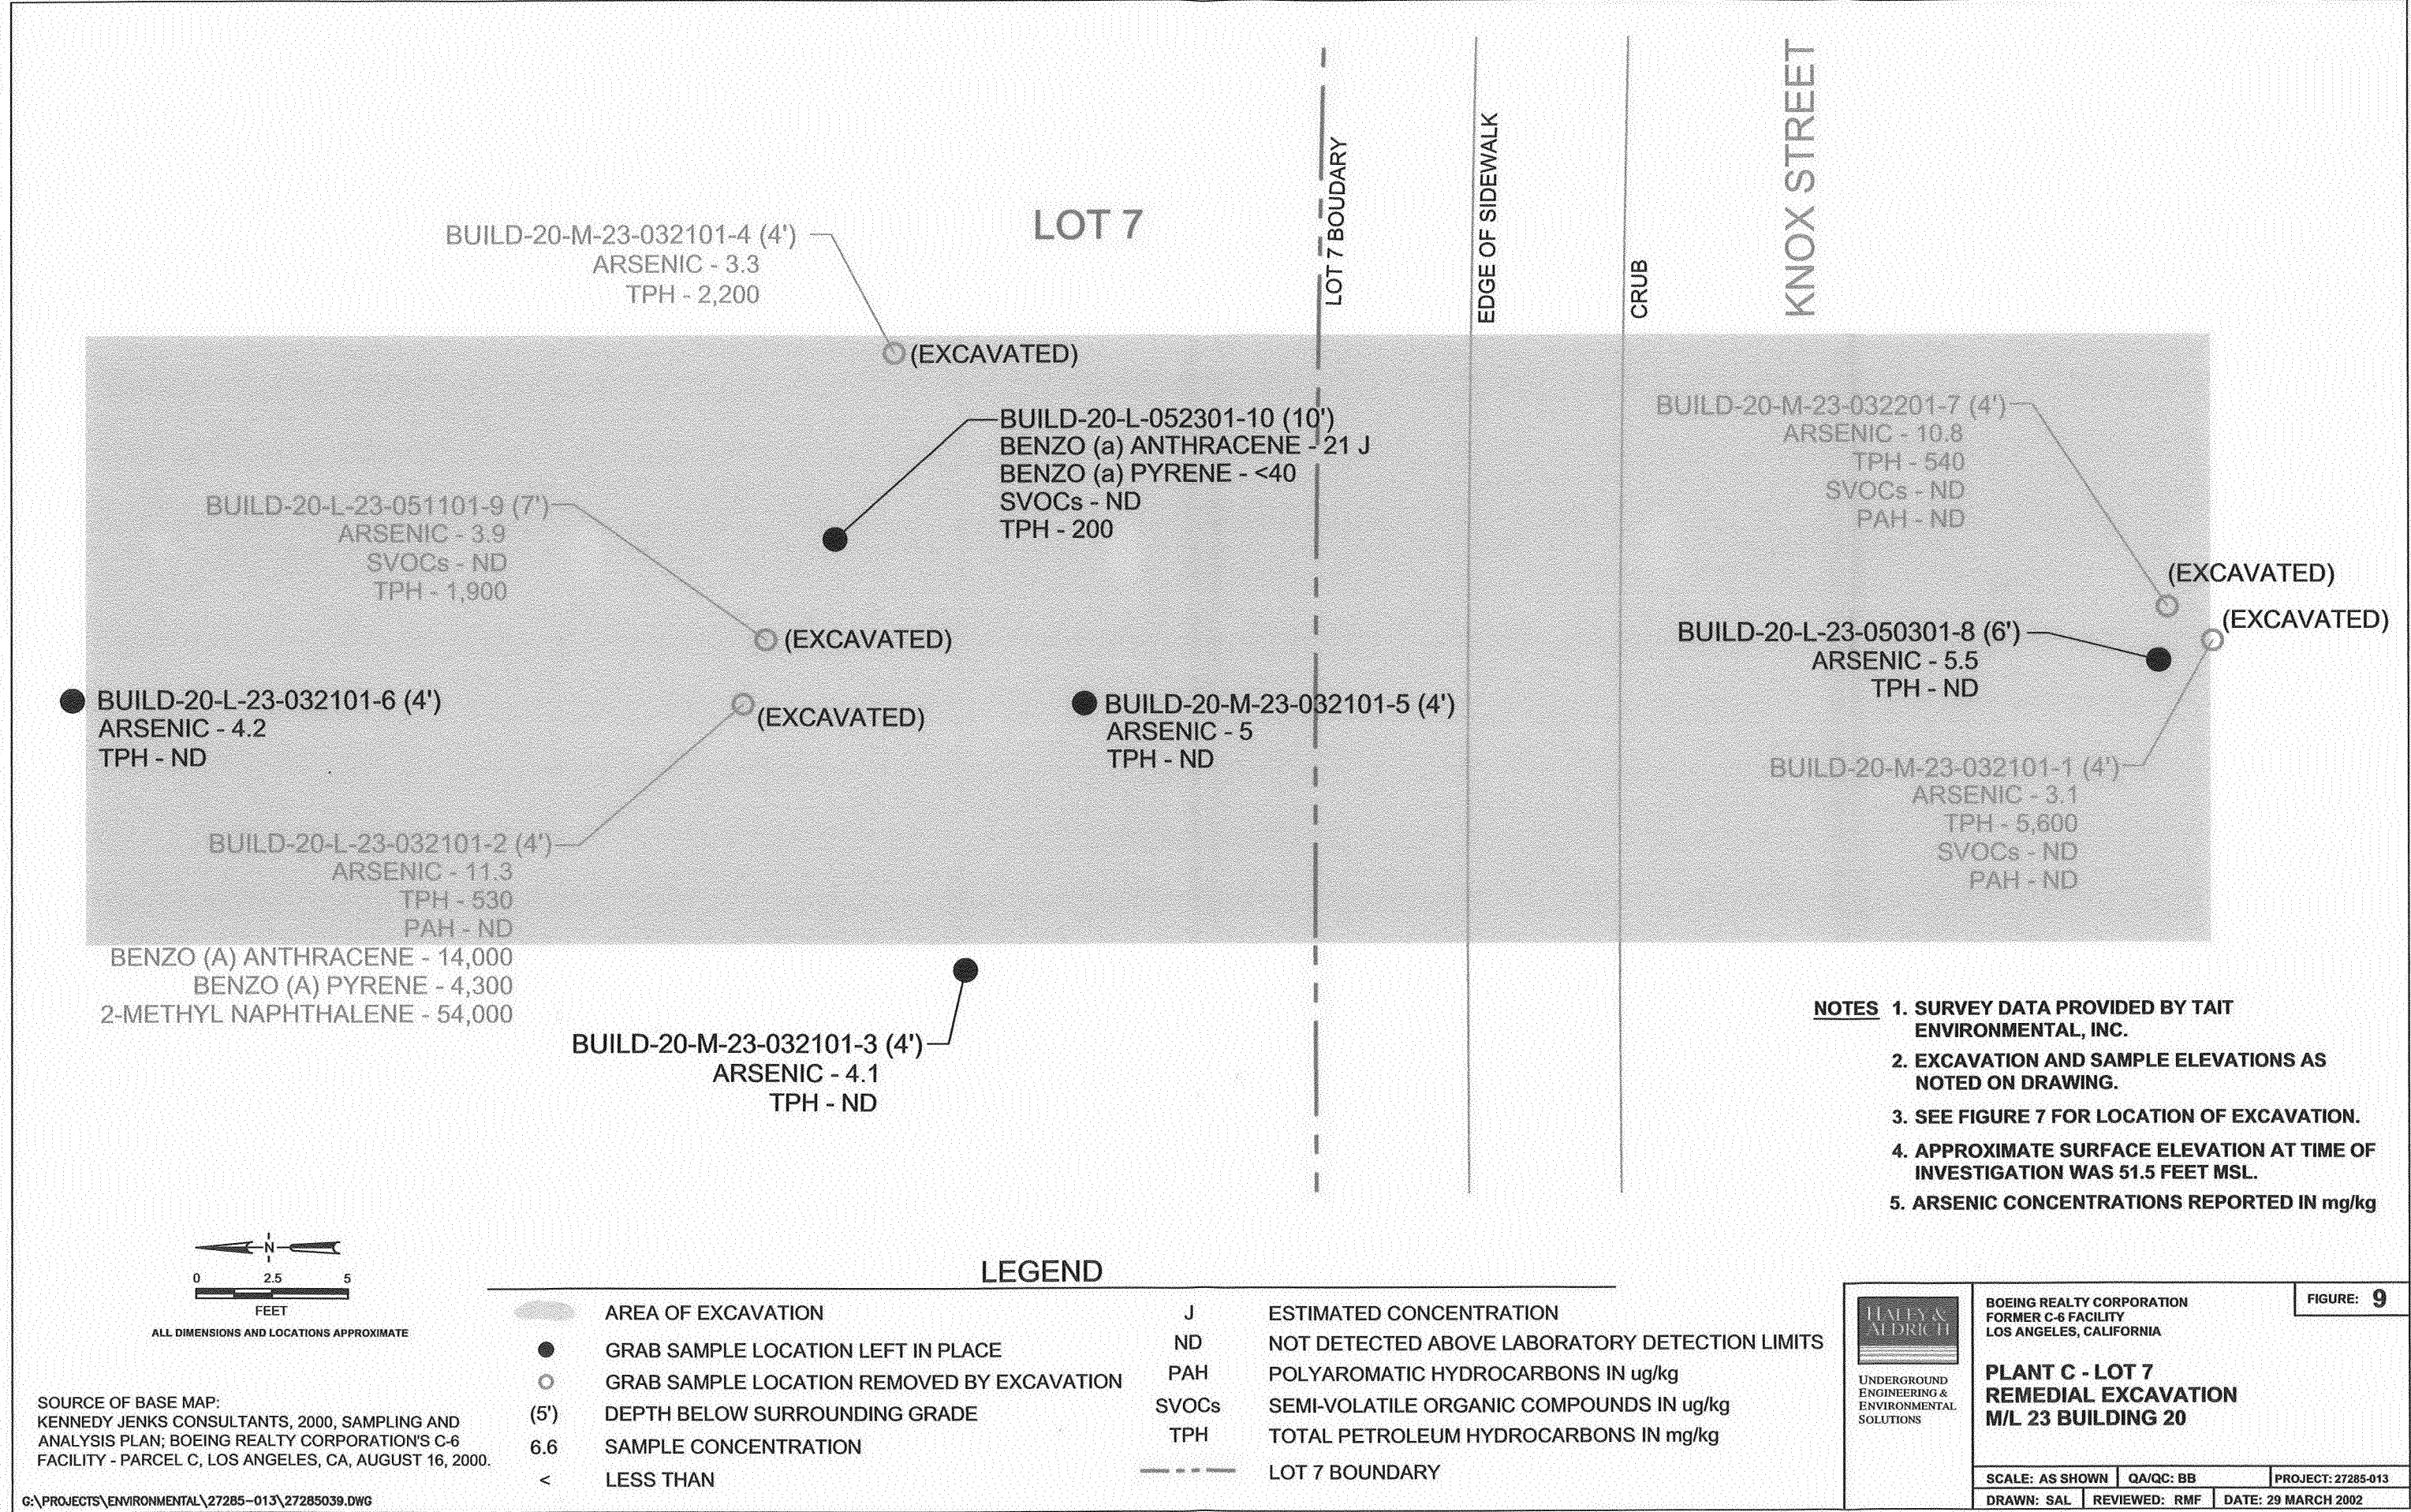 KNOX STREET
EDGE OF SIDEWALK
LOT 7 BOUDARY
CRUB
LOT 7
BUILD-20-M-23-032101-4 (4')
ARSENIC - 3.3
TPH - 2,200
(EXCAVATED)
BUILD-20-L-052301-10 (10')
BENZO (a) ANTHRACENE - 21 J
BENZO (a) PYRENE - <40
SVOCs - ND
TPH - 200
BUILD-20-M-23-032201-7 (4')
ARSENIC - 10.8
TPH - 540
SVOCs - ND
PAH - ND
(EXCAVATED)
BUILD-20-L-23-051101-9 (7')
ARSENIC - 3.9
SVOCs - ND
TPH - 1,900
(EXCAVATED)
(EXCAVATED)
BUILD-20-L-23-050301-8 (6')
ARSENIC - 5.5
TPH - ND
BUILD-20-L-23-032101-6 (4')
ARSENIC - 4.2
TPH - ND
(EXCAVATED)
BUILD-20-M-23-032101-5 (4')
ARSENIC - 5
TPH - ND
BUILD-20-M-23-032101-1 (4')
ARSENIC - 3.1
TPH - 5,600
SVOCs - ND
PAH - ND
BUILD-20-L-23-032101-2 (4')
ARSENIC - 11.3
TPH - 530
PAH - ND
BENZO (A) ANTHRACENE - 14,000
BENZO (A) PYRENE - 4,300
2-METHYL NAPHTHALENE - 54,000
BUILD-20-M-23-032101-3 (4')
ARSENIC - 4.1
TPH - ND
NOTES 1. SURVEY DATA PROVIDED BY TAIT
ENVIRONMENTAL, INC.
2. EXCAVATION AND SAMPLE ELEVATIONS AS
NOTED ON DRAWING.
3. SEE FIGURE 7 FOR LOCATION OF EXCAVATION.
4. APPROXIMATE SURFACE ELEVATION AT TIME OF
INVESTIGATION WAS 51.5 FEET MSL.
5. ARSENIC CONCENTRATIONS REPORTED IN mg/kg
N
0 2.5 5
FEET
ALL DIMENSIONS AND LOCATIONS APPROXIMATE
SOURCE OF BASE MAP:
KENNEDY JENKS CONSULTANTS, 2000, SAMPLING AND
ANALYSIS PLAN; BOEING REALTY CORPORATION'S C-6
FACILITY - PARCEL C, LOS ANGELES, CA, AUGUST 16, 2000.
G:\PROJECTS\ENVIRONMENTAL\27285-013\27285039.DWG
LEGEND
AREA OF EXCAVATION
GRAB SAMPLE LOCATION LEFT IN PLACE
GRAB SAMPLE LOCATION REMOVED BY EXCAVATION
(5') DEPTH BELOW SURROUNDING GRADE
6.6 SAMPLE CONCENTRATION
< LESS THAN
J ESTIMATED CONCENTRATION
ND NOT DETECTED ABOVE LABORATORY DETECTION LIMITS
PAH POLYAROMATIC HYDROCARBONS IN ug/kg
SVOCs SEMI-VOLATILE ORGANIC COMPOUNDS IN ug/kg
TPH TOTAL PETROLEUM HYDROCARBONS IN mg/kg
LOT 7 BOUNDARY
HALEY &
ALDRICH
UNDERGROUND
ENGINEERING &
ENVIRONMENTAL
SOLUTIONS
BOEING REALTY CORPORATION
FORMER C-6 FACILITY
LOS ANGELES, CALIFORNIA
FIGURE: 9
PLANT C - LOT 7
REMEDIAL EXCAVATION
M/L 23 BUILDING 20
SCALE: AS SHOWN QA/QC: BB PROJECT: 27285-013
DRAWN: SAL REVIEWED: RMF DATE: 29 MARCH 2002